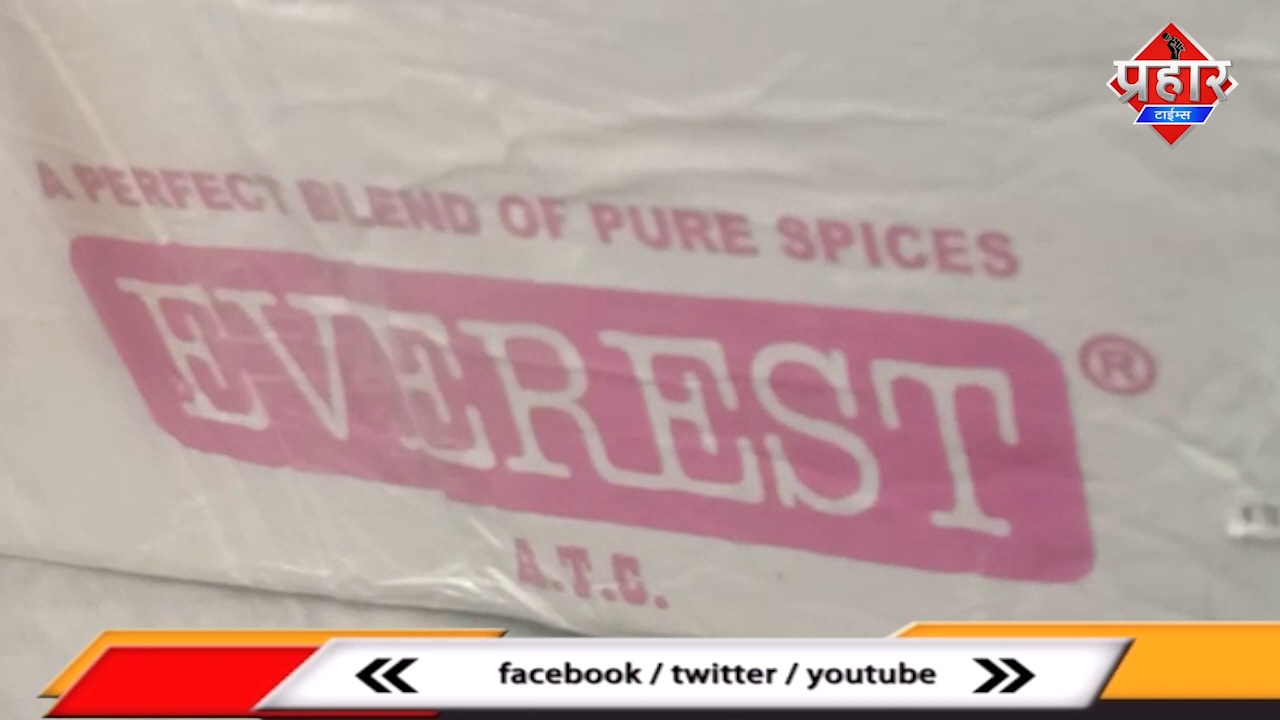 प्रहार
टाईम्स
A PERFECT BLEND OF PURE SPICES
EVEREST ®
A.T.C.
facebook / twitter / youtube